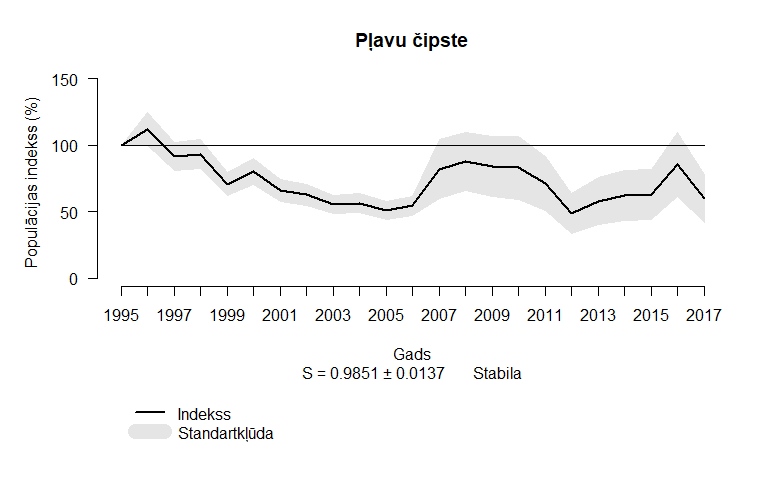 Pļavu čipste
Populācijas indekss (%)
150
100
50
0
1995 1997 1999 2001 2003 2005 2007 2009 2011 2013 2015 2017
Gads
S = 0.9851 ± 0.0137 Stabila
Indekss
Standartkļūda